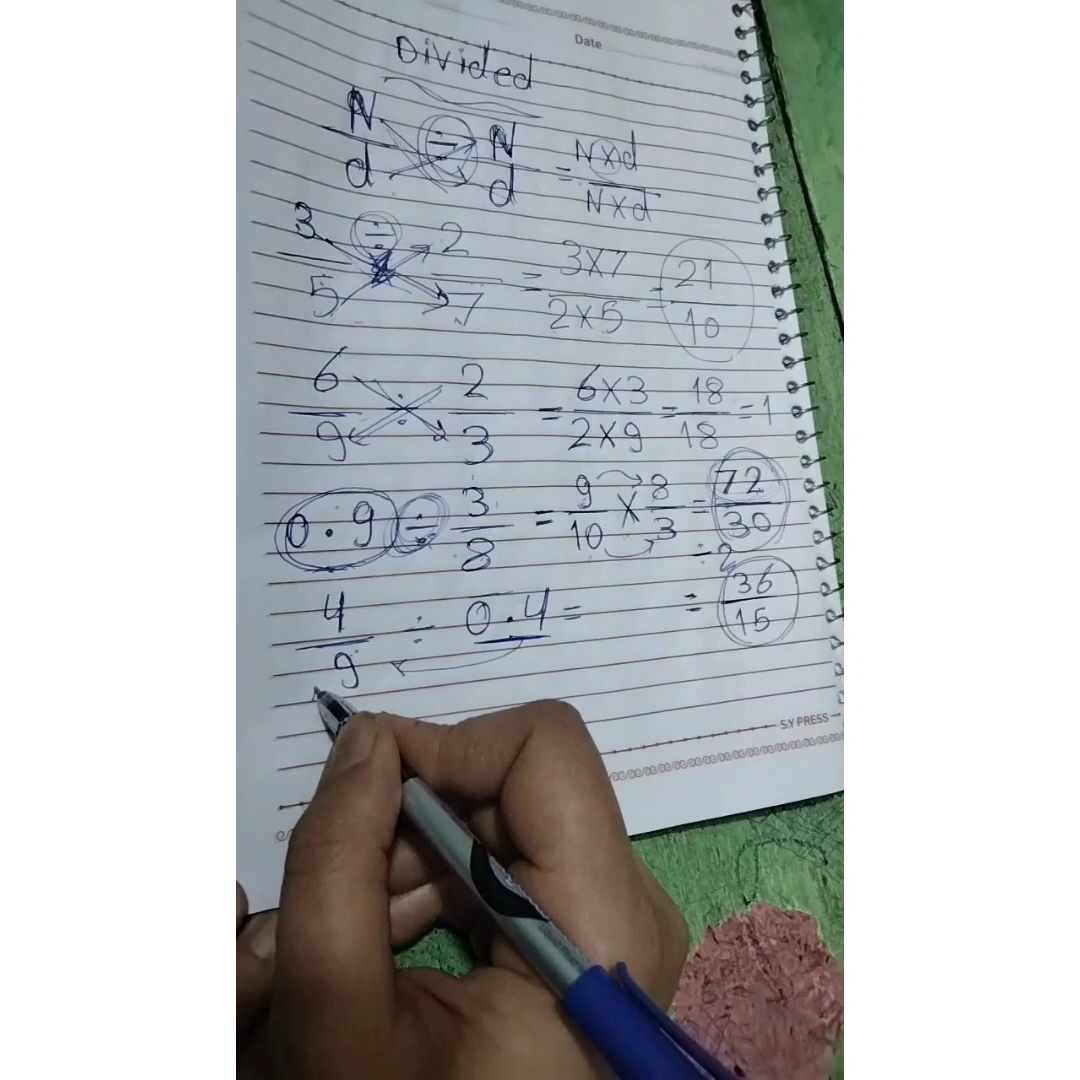 Date
Divided
N/d ÷ N/d = N×d/N×d
3/5 ÷ 2/7 = 3×7/2×5 = 21/10
6/9 ÷ 2/3 = 6×3/2×9 = 18/18 = 1
0.9 ÷ 3/8 = 9/10 × 8/3 = 72/30
÷2
4/9 ÷ 0.4 = = 36/15
S.Y PRESS